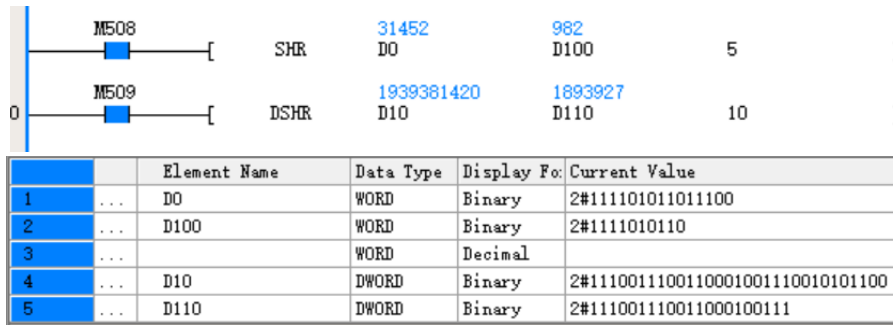 M508 31452 982
SHR D0 D100 5
M509 1939381420 1893927
0 DSHR D10 D110 10
Element Name Data Type Display Fo: Current Value
1 ... D0 WORD Binary 2#111101011011100
2 ... D100 WORD Binary 2#1111010110
3 ... WORD Decimal
4 ... D10 DWORD Binary 2#1110011100110001001110010101100
5 ... D110 DWORD Binary 2#111001110011000100111